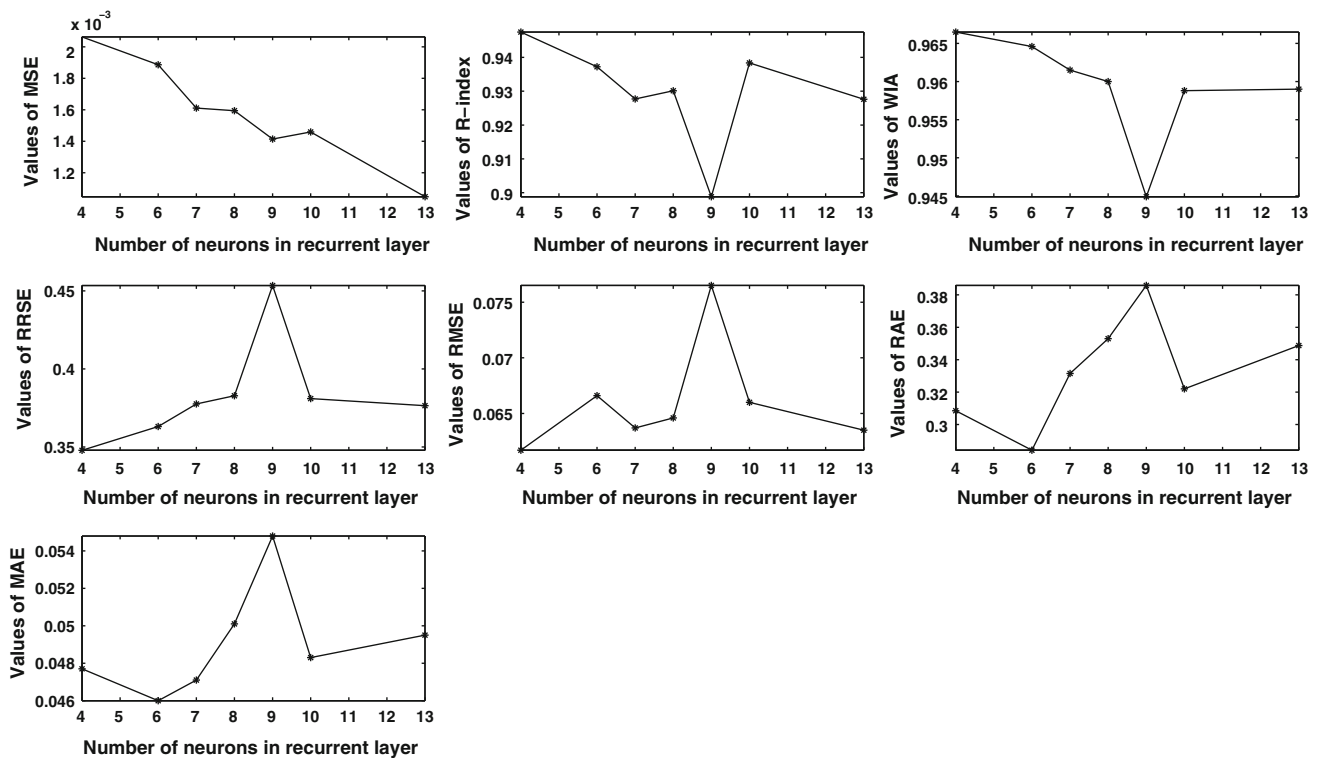 x 10⁻³
2
1.8
1.6
1.4
1.2
Values of MSE
4 5 6 7 8 9 10 11 12 13
Number of neurons in recurrent layer
0.94
0.93
0.92
0.91
0.9
Values of R−index
4 5 6 7 8 9 10 11 12 13
Number of neurons in recurrent layer
0.965
0.96
0.955
0.95
0.945
Values of WIA
4 5 6 7 8 9 10 11 12 13
Number of neurons in recurrent layer
0.45
0.4
0.35
Values of RRSE
4 5 6 7 8 9 10 11 12 13
Number of neurons in recurrent layer
0.075
0.07
0.065
Values of RMSE
4 5 6 7 8 9 10 11 12 13
Number of neurons in recurrent layer
0.38
0.36
0.34
0.32
0.3
Values of RAE
4 5 6 7 8 9 10 11 12 13
Number of neurons in recurrent layer
0.054
0.052
0.05
0.048
0.046
Values of MAE
4 5 6 7 8 9 10 11 12 13
Number of neurons in recurrent layer